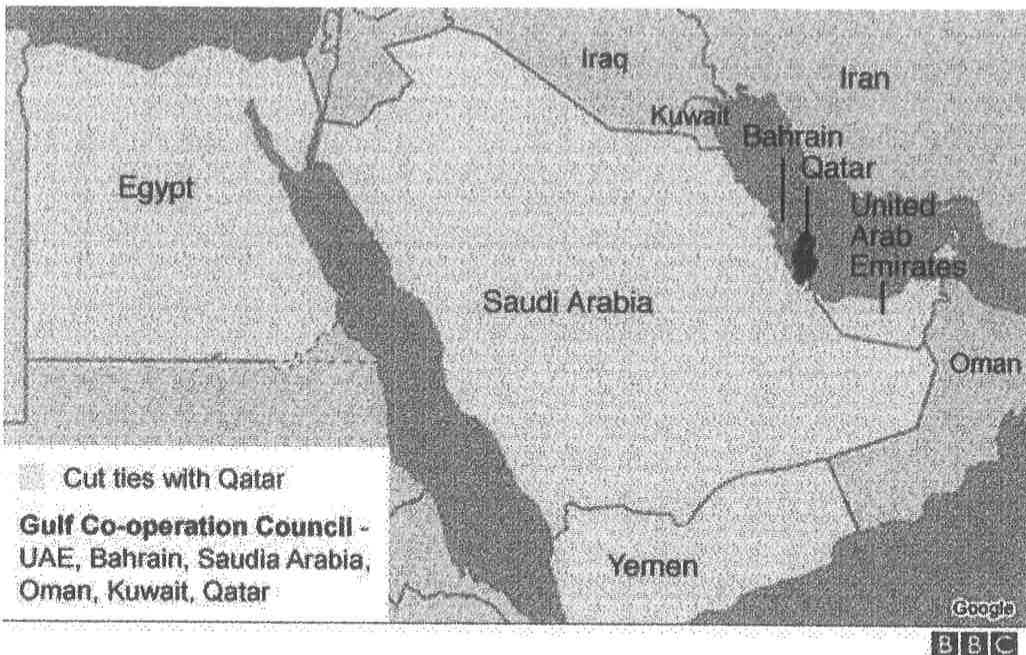 Iraq
Iran
Kuwait
Bahrain
Qatar
Egypt
United
Arab
Emirates
Saudi Arabia
Oman
Cut ties with Qatar
Gulf Co-operation Council -
UAE, Bahrain, Saudia Arabia,
Oman, Kuwait, Qatar
Yemen
Google
BBC